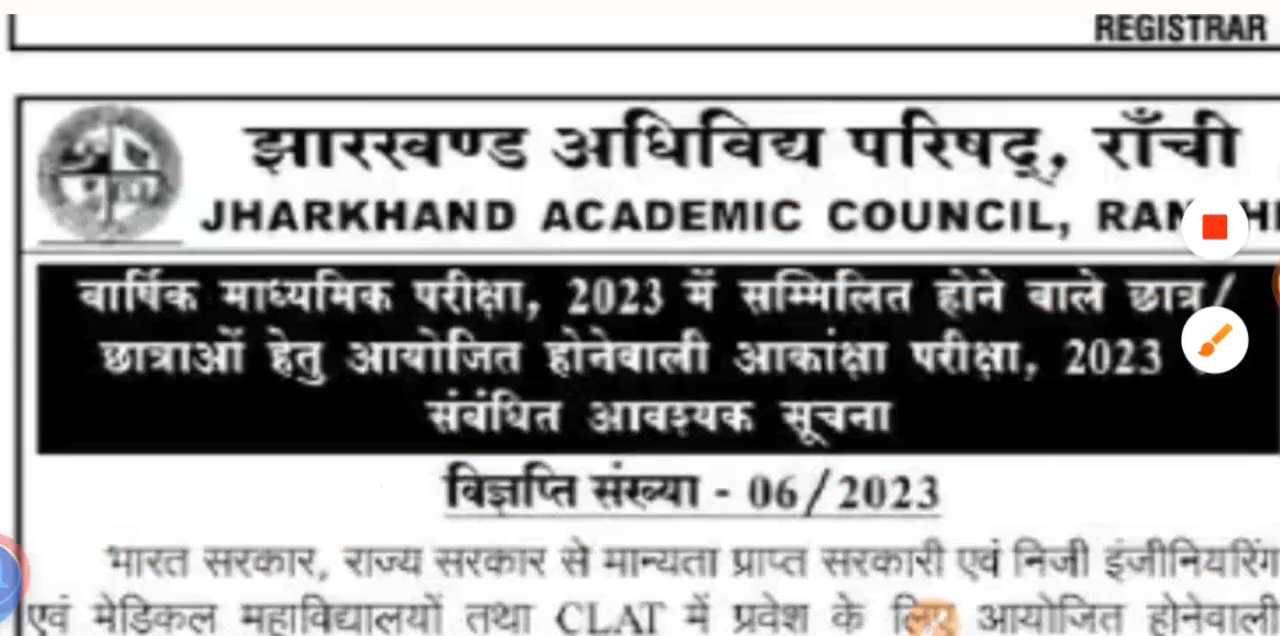 REGISTRAR
झारखण्ड अधिविद्य परिषद्, राँची
JHARKHAND ACADEMIC COUNCIL,
वार्षिक माध्यमिक परीक्षा, 2023 में सम्मिलित होने वाले छात्र/
छात्राओं हेतु आयोजित होनेवाली आकांक्षा परीक्षा, 2023
संबंधित आवश्यक सूचना
विज्ञप्ति संख्या - 06/2023
भारत सरकार, राज्य सरकार से मान्यता प्राप्त सरकारी एवं निजी इंजीनियरिंग
एवं मेडिकल महाविद्यालयों तथा CLAT में प्रवेश के लिए आयोजित होनेवाली